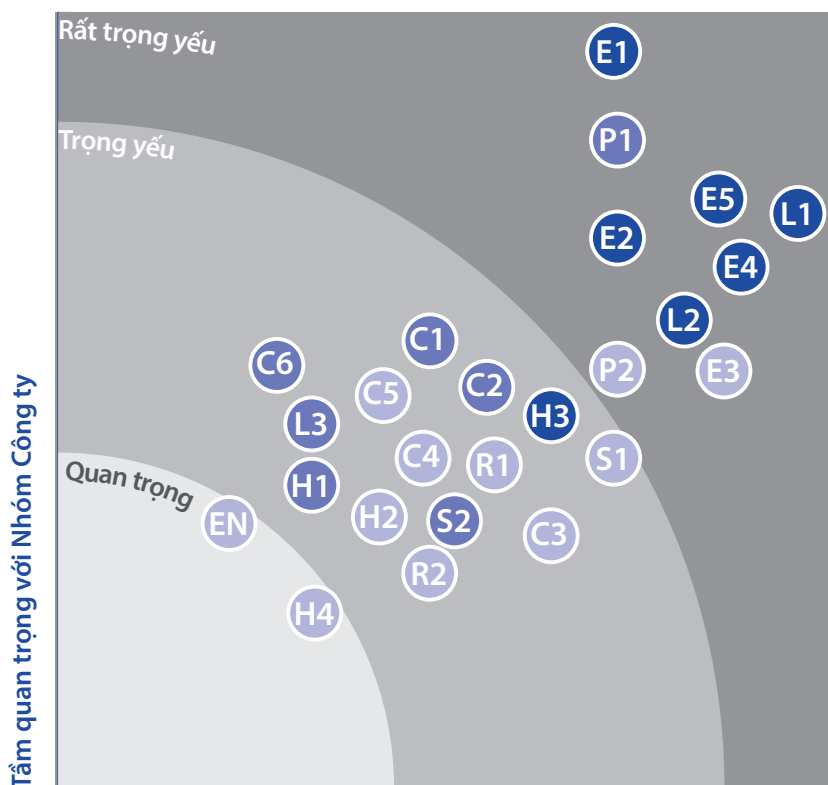 Rất trọng yếu
E1
Trọng yếu
P1
E5
L1
E2
E4
L2
C1
C6
P2
E3
C2
C5
H3
L3
Quan trọng
C4
R1
S1
H1
H2
S2
EN
C3
R2
H4
Tầm quan trọng với Nhóm Công ty